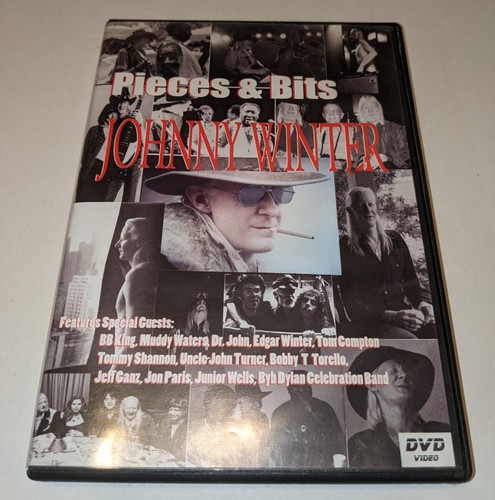 Pieces & Bits
JOHNNY WINTER
Features Special Guests:
BB King, Muddy Waters, Dr. John, Edgar Winter, Tom Compton
Tommy Shannon, Uncle John Turner, Bobby T Torello,
Jeff Ganz, Jon Paris, Junior Wells, Byb Dylan Celebration Band
DVD
VIDEO